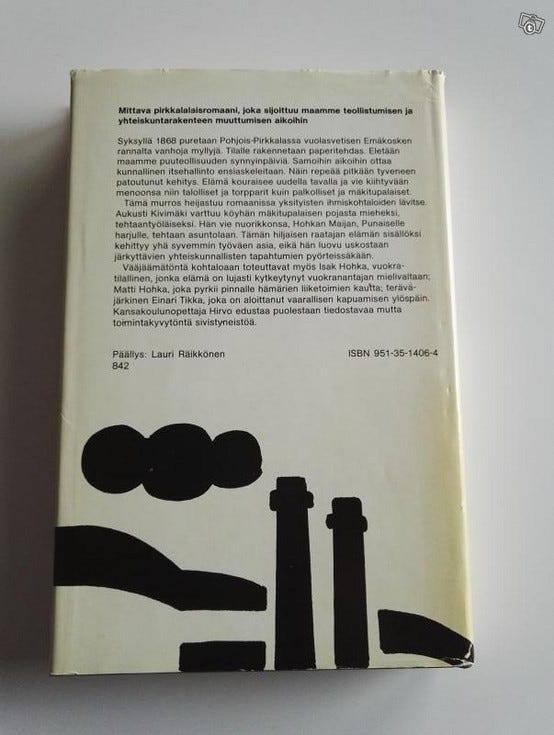 Mittava pirkkalalaisromaani, joka sijoittuu maamme teollistumisen ja
yhteiskuntarakenteen muuttumisen aikoihin
Syksyllä 1868 puretaan Pohjois-Pirkkalassa vuolasvetisen Emäkosken
rannalta vanhoja myllyjä. Tilalle rakennetaan paperitehdas. Eletään
maamme puuteollisuuden synnyinpäiviä. Samoihin aikoihin ottaa
kunnallinen itsehallinto ensiaskeleitaan. Näin repeää pitkään tyveneen
patoutunut kehitys. Elämä kouraisee uudella tavalla ja vie kiihtyvään
menoonsa niin talolliset ja torpparit kuin palkolliset ja mäkitupalaiset.
Tämä murros heijastuu romaanissa yksityisten ihmiskohtaloiden lävitse.
Aukusti Kivimäki varttuu köyhän mäkitupalaisen pojasta mieheksi,
tehtaantyöläiseksi. Hän vie nuorikkonsa, Hohkan Maijan, Punaiselle
harjulle, tehtaan asuntolaan. Tämän hiljaisen raatajan elämän sisällöksi
kehittyy yhä syvemmin työväen asia, eikä hän luovu uskostaan
järkyttävien yhteiskunnallisten tapahtumien pyörteissäkään.
Vääjäämätöntä kohtaloaan toteuttavat myös Isak Hohka, vuokra-
tilallinen, jonka elämä on lujasti kytkeytynyt vuokranantajan mielivaltaan;
Matti Hohka, joka pyrkii pinnalle hämärien liiketoimien kautta; terävä-
järkinen Einari Tikka, joka on aloittanut vaarallisen kapuamisen ylöspäin.
Kansakoulunopettaja Hirvo edustaa puolestaan tiedostavaa mutta
toimintakyvytöntä sivistyneistöä.
Päällys: Lauri Räikkönen ISBN 951-35-1406-4
842